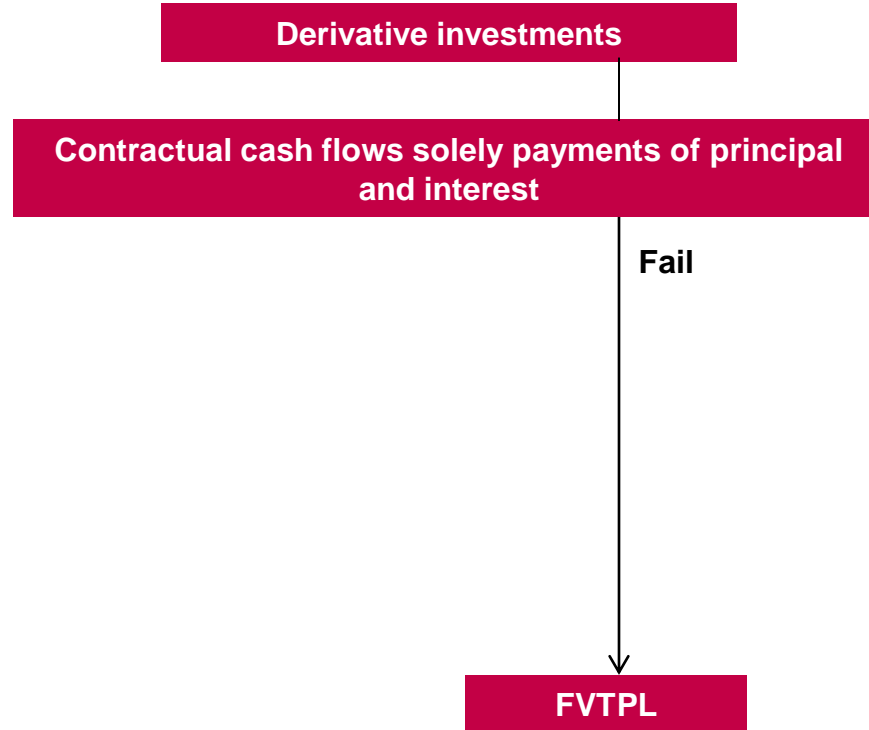 Derivative investments
Contractual cash flows solely payments of principal
and interest
Fail
FVTPL